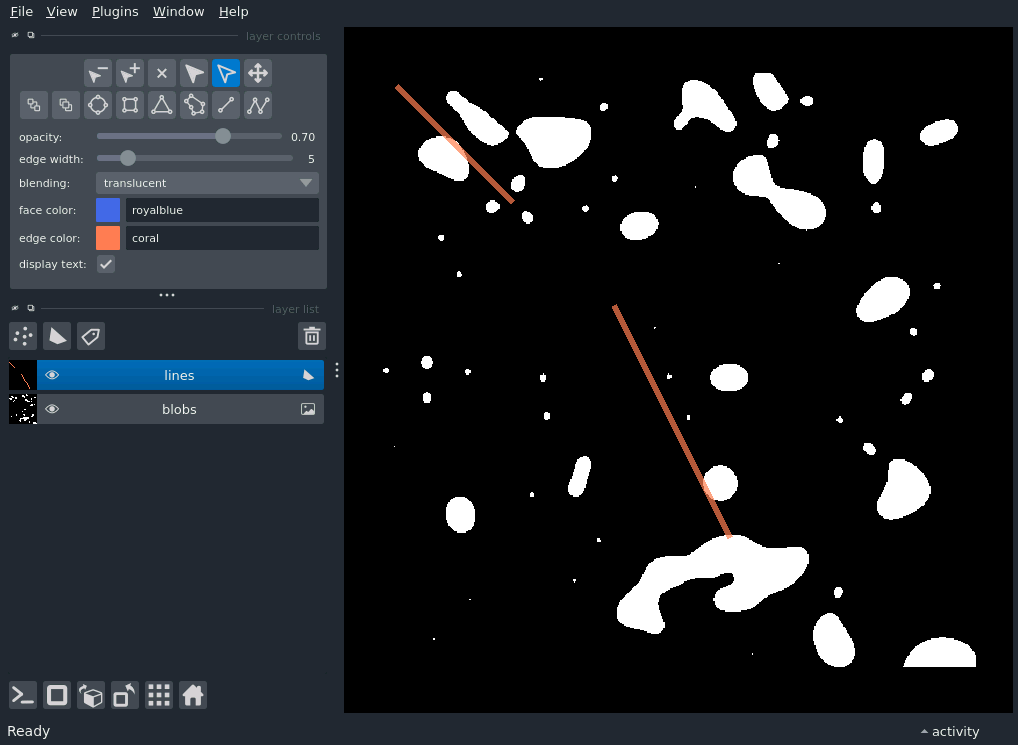 File View Plugins Window Help
layer controls
opacity: 0.70
edge width: 5
blending: translucent
face color: royalblue
edge color: coral
display text:
layer list
lines
blobs
Ready
activity